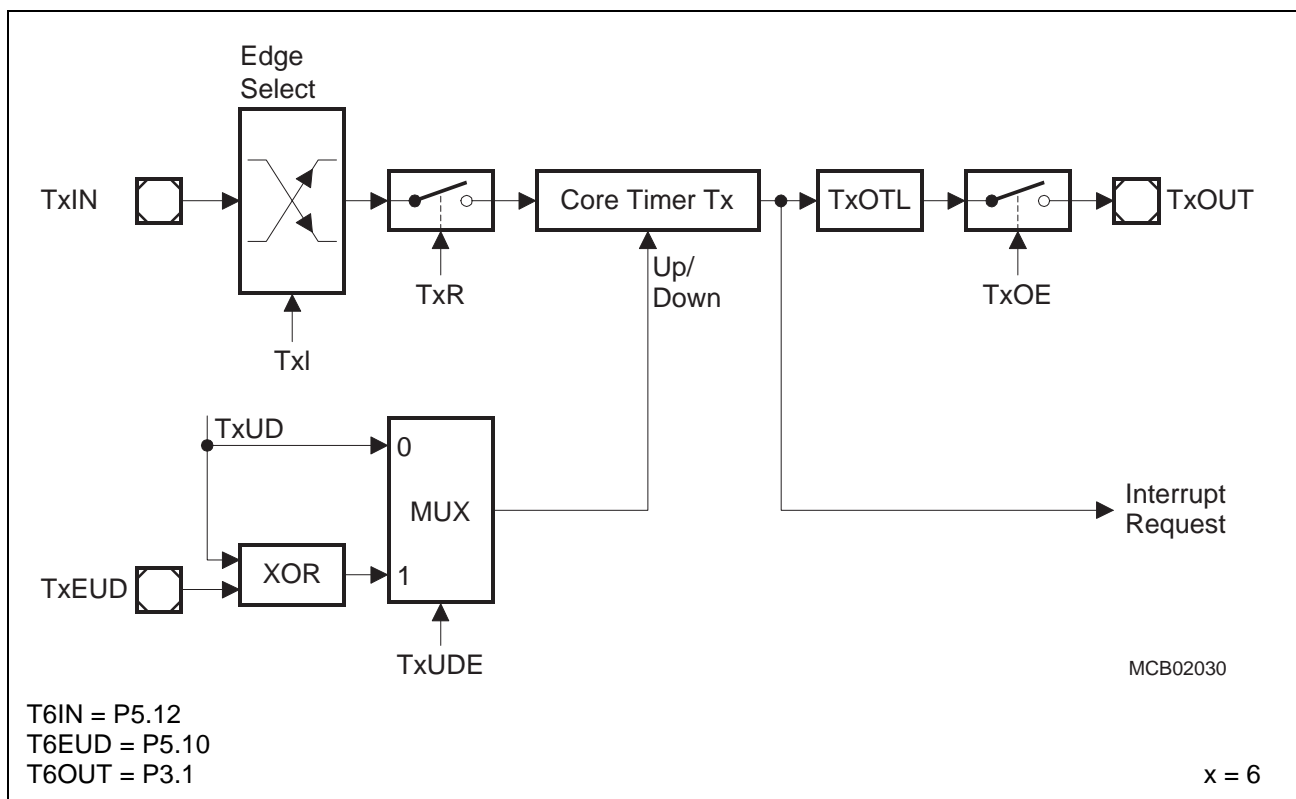 Edge
Select
TxIN
Core Timer Tx
TxOTL
TxOUT
TxR
Up/
Down
TxOE
TxI
TxUD
0
MUX
Interrupt
Request
TxEUD
XOR
1
TxUDE
MCB02030
T6IN = P5.12
T6EUD = P5.10
T6OUT = P3.1
x = 6